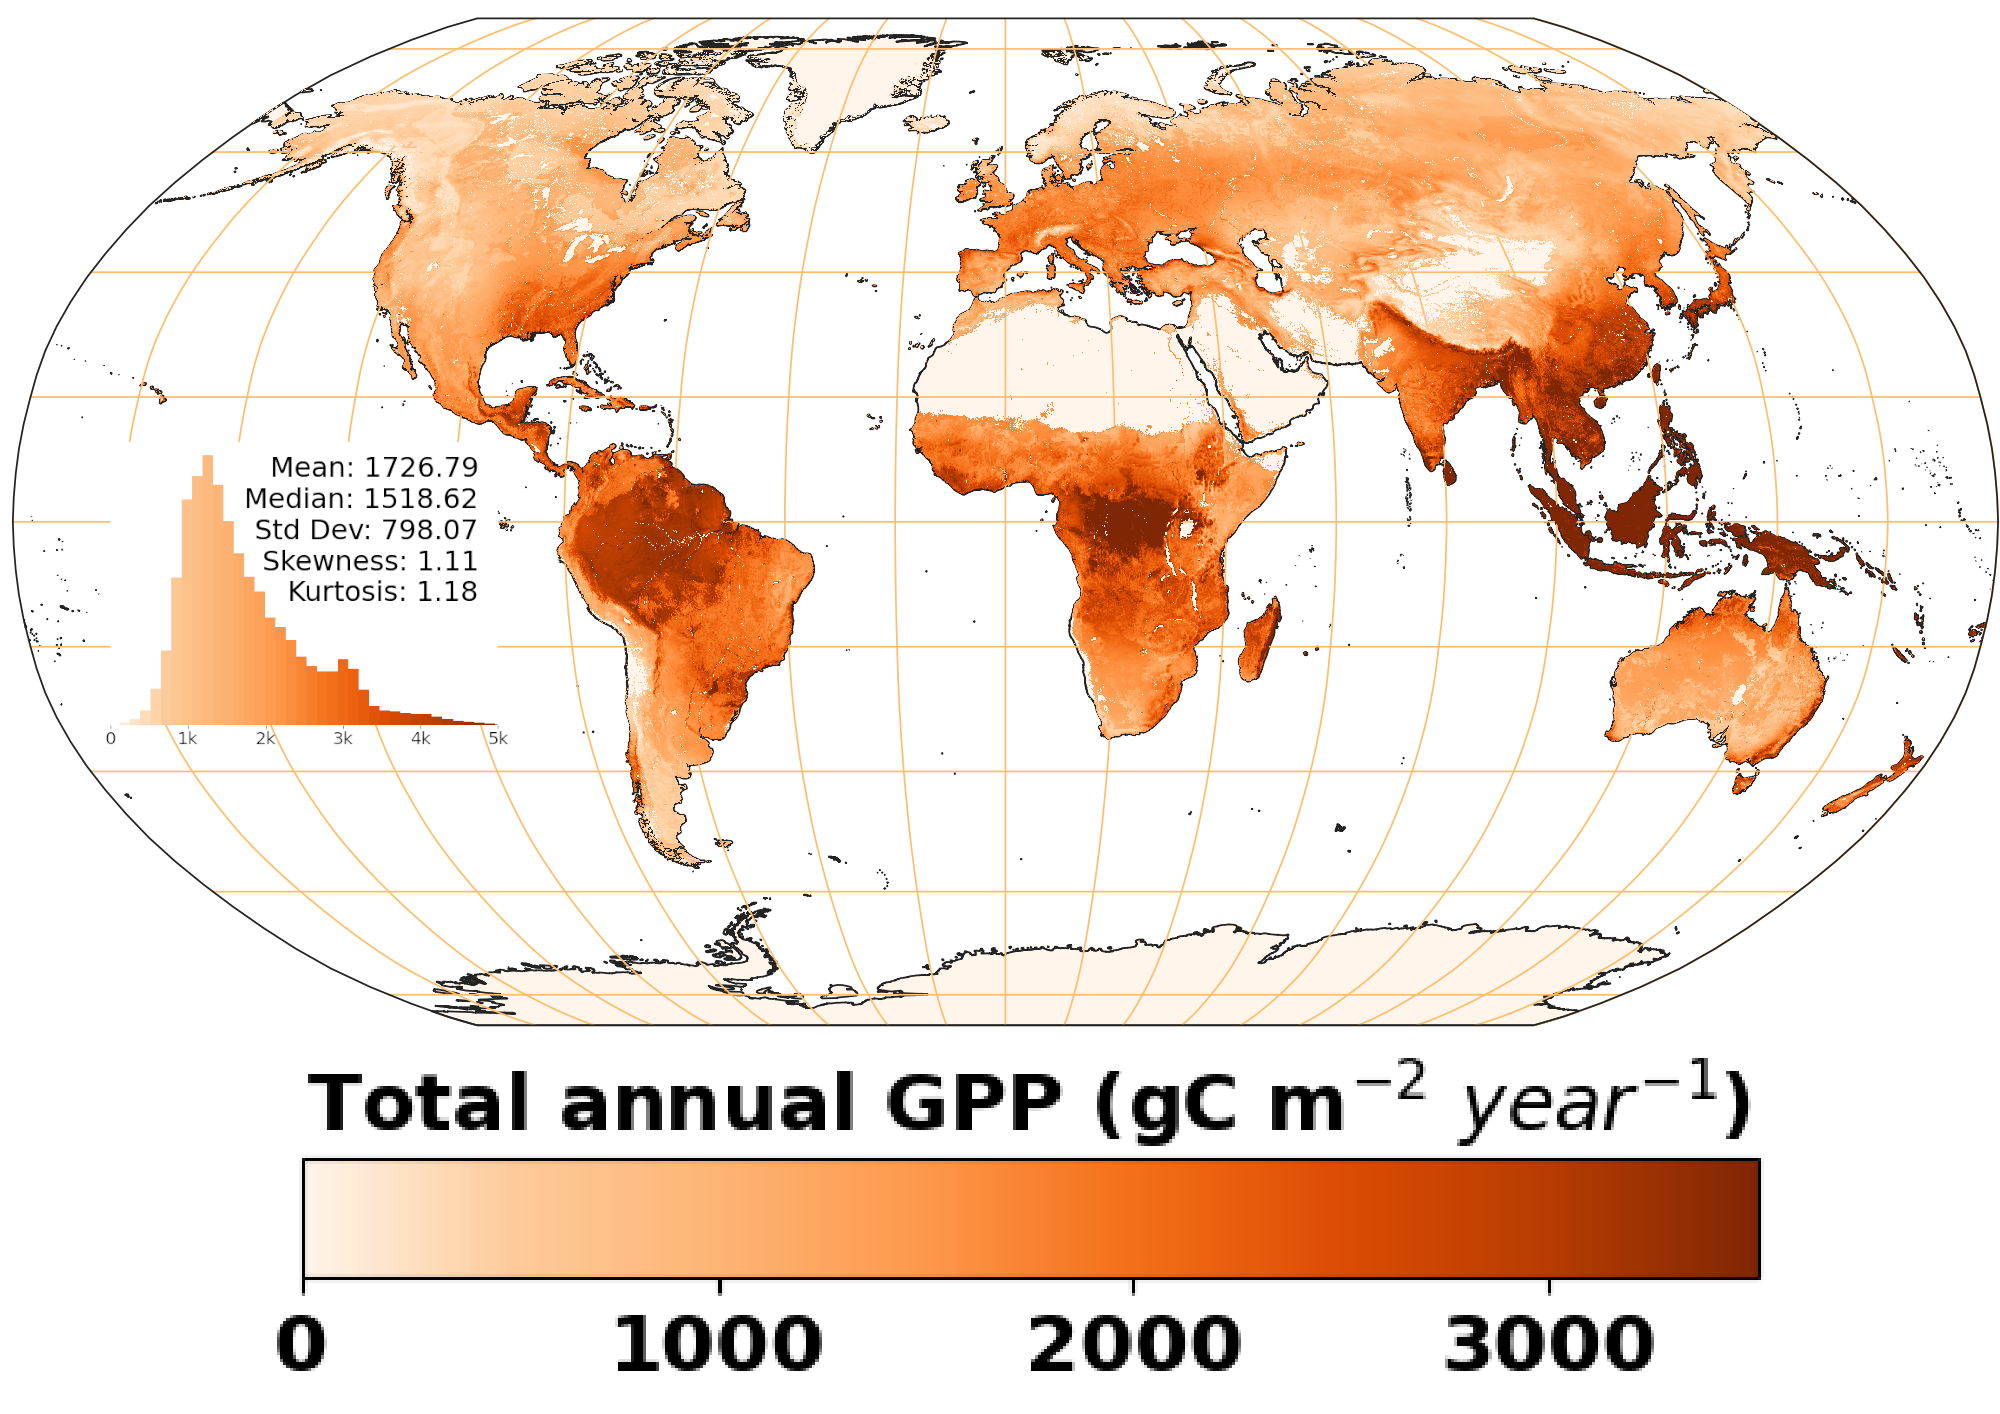 Mean: 1726.79
Median: 1518.62
Std Dev: 798.07
Skewness: 1.11
Kurtosis: 1.18
0 1k 2k 3k 4k 5k
Total annual GPP (gC m⁻² year⁻¹)
0 1000 2000 3000